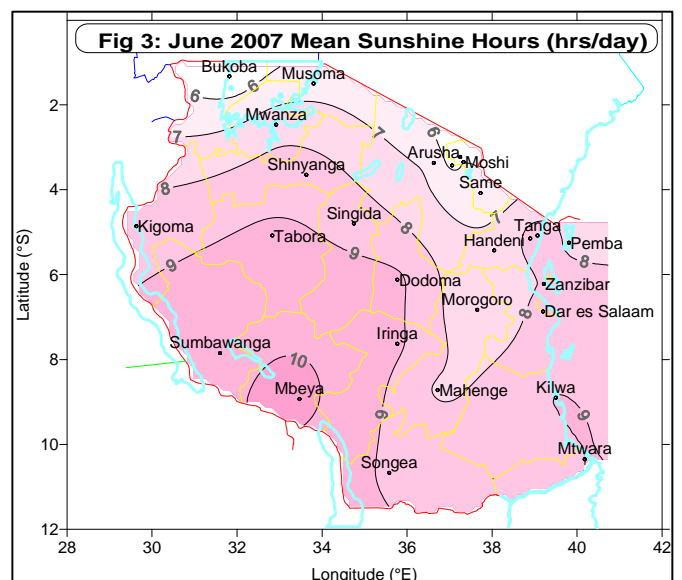 Fig 3: June 2007 Mean Sunshine Hours (hrs/day)
Bukoba
Musoma
6
6
2
7
Mwanza
7
6
Arusha
Moshi
4
8
Shinyanga
Same
Kigoma
Singida
8
7
Tabora
Handeni
Tanga
Pemba
8
6
9
9
Dodoma
Zanzibar
Morogoro
8
Dar es Salaam
Latitude (°S)
Iringa
8
Sumbawanga
10
Mbeya
Mahenge
Kilwa
9
9
10
Songea
Mtwara
12
28
30
32
34
36
38
40
42
Longitude (°E)